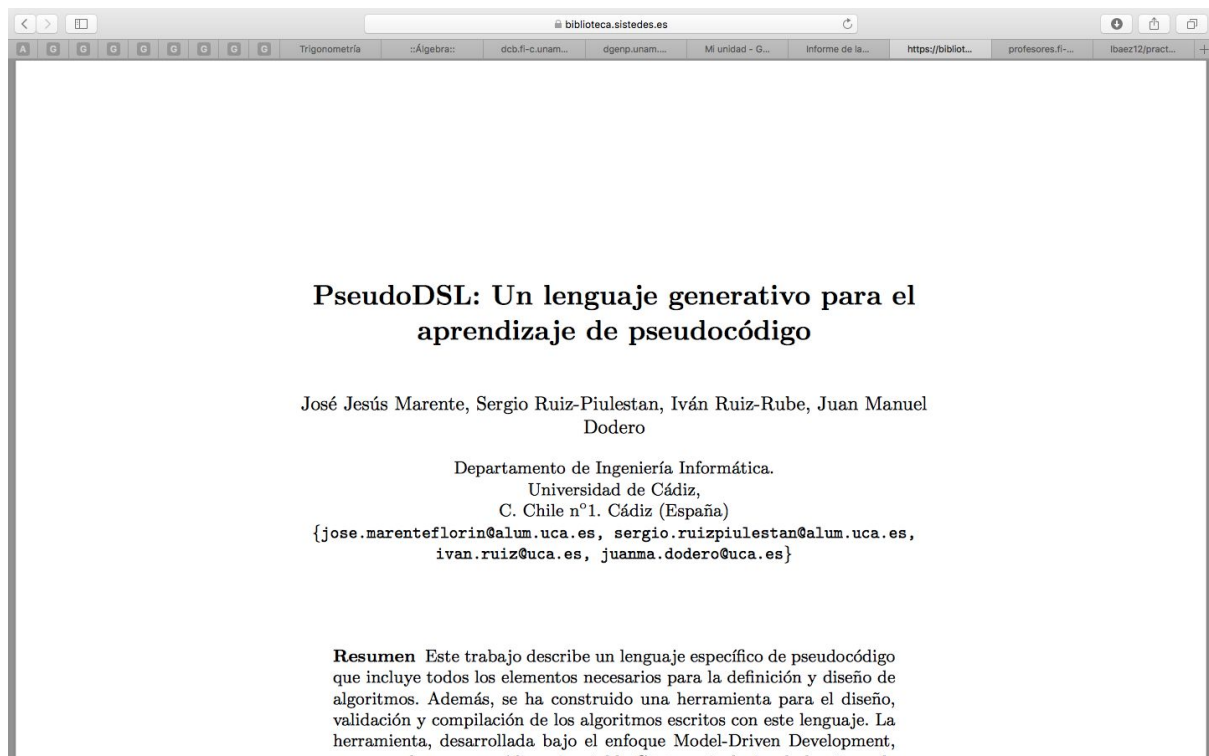 biblioteca.sistedes.es
A G G G G G G G G Trigonometría ::Álgebra:: dcb.fi-c.unam... dgenp.unam.... Mi unidad - G... Informe de la... https://bibliot... profesores.fi-... lbaez12/pract... +
PseudoDSL: Un lenguaje generativo para el
aprendizaje de pseudocódigo
José Jesús Marente, Sergio Ruiz-Piulestan, Iván Ruiz-Rube, Juan Manuel
Dodero
Departamento de Ingeniería Informática.
Universidad de Cádiz,
C. Chile nº1. Cádiz (España)
{jose.marenteflorin@alum.uca.es, sergio.ruizpiulestan@alum.uca.es,
ivan.ruiz@uca.es, juanma.dodero@uca.es}
Resumen Este trabajo describe un lenguaje específico de pseudocódigo
que incluye todos los elementos necesarios para la definición y diseño de
algoritmos. Además, se ha construido una herramienta para el diseño,
validación y compilación de los algoritmos escritos con este lenguaje. La
herramienta, desarrollada bajo el enfoque Model-Driven Development,